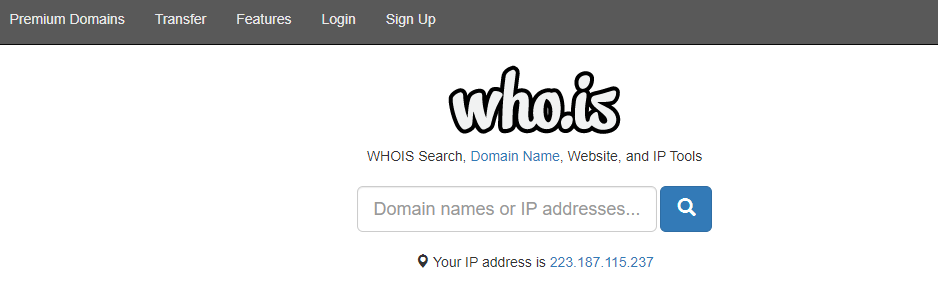 Premium Domains Transfer Features Login Sign Up
who.is
WHOIS Search, Domain Name, Website, and IP Tools
Domain names or IP addresses...
Your IP address is 223.187.115.237